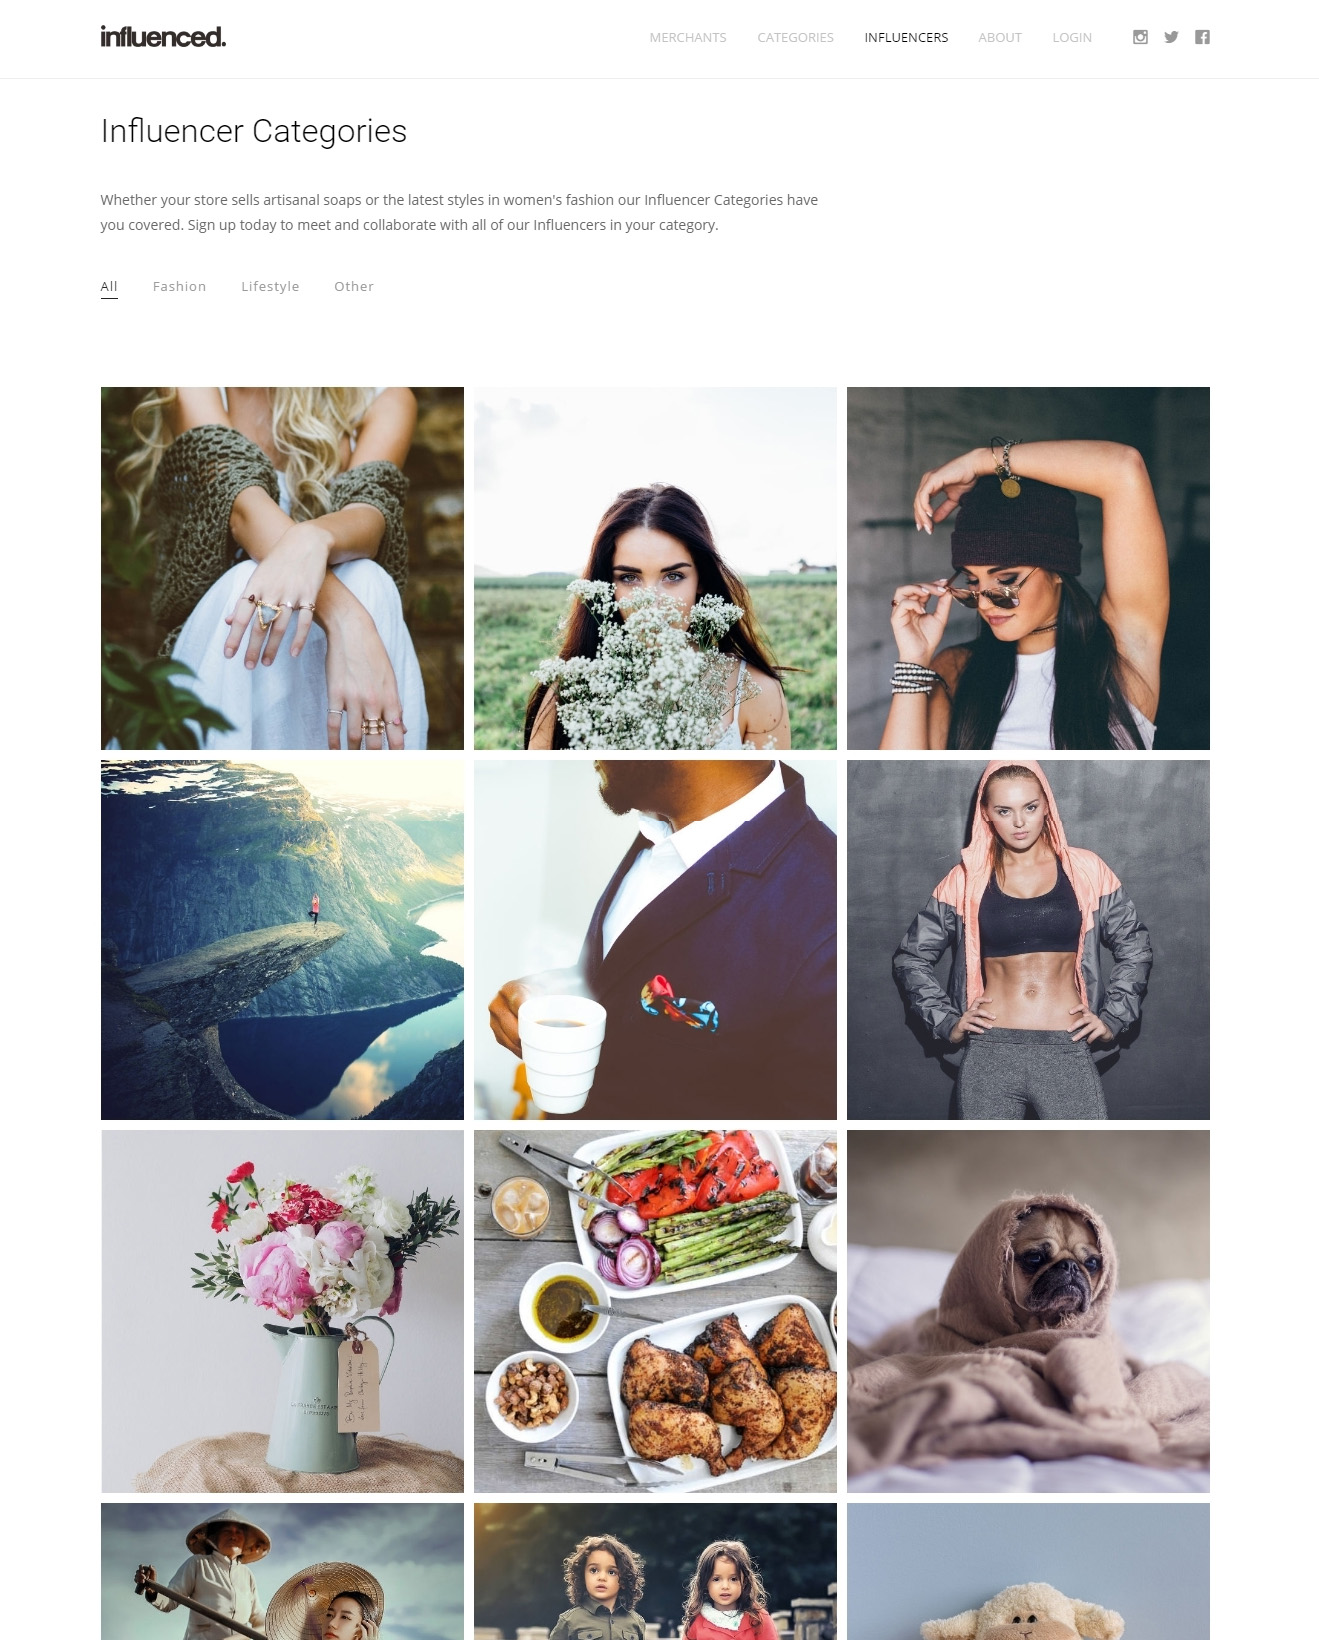 influenced.
MERCHANTS CATEGORIES INFLUENCERS ABOUT LOGIN
Influencer Categories
Whether your store sells artisanal soaps or the latest styles in women's fashion our Influencer Categories have
you covered. Sign up today to meet and collaborate with all of our Influencers in your category.
All Fashion Lifestyle Other